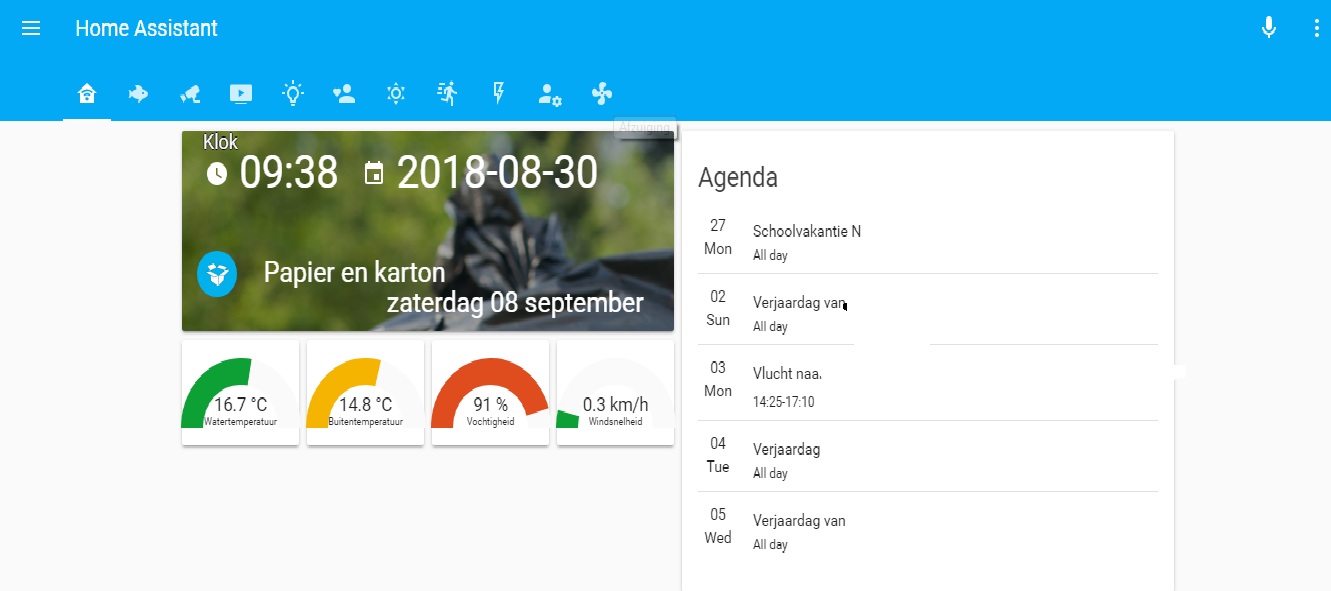 Home Assistant
Afzuiging
Klok
09:38 2018-08-30
Papier en karton
zaterdag 08 september
16.7 °C
Watertemperatuur
14.8 °C
Buitentemperatuur
91 %
Vochtigheid
0.3 km/h
Windsnelheid
Agenda
27 Schoolvakantie N
Mon All day
02 Verjaardag van
Sun All day
03 Vlucht naa
Mon 14:25-17:10
04 Verjaardag
Tue All day
05 Verjaardag van
Wed All day